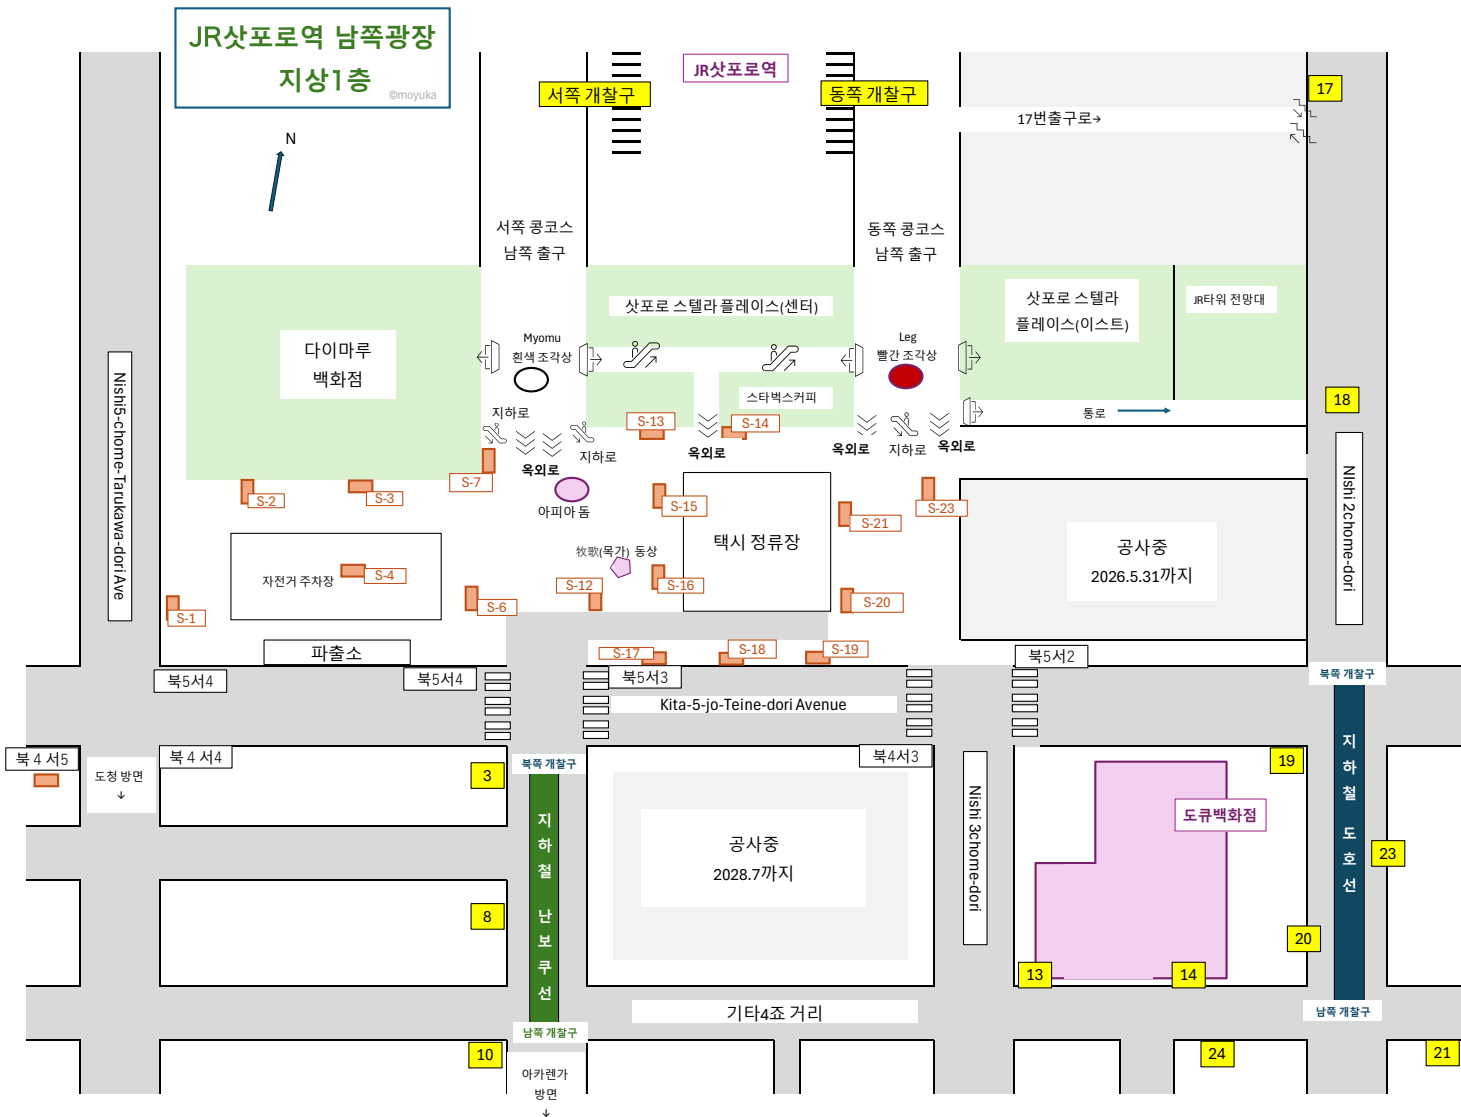 JR삿포로역 남쪽광장
지상1층
©moyuka
JR삿포로역
서쪽 개찰구
동쪽 개찰구
17
17번출구로→
N
서쪽 콩코스
남쪽 출구
동쪽 콩코스
남쪽 출구
삿포로 스텔라 플레이스(센터)
삿포로 스텔라
플레이스(이스트)
JR타워 전망대
다이마루
백화점
Myomu
흰색 조각상
Leg
빨간 조각상
스타벅스커피
18
통로
지하로
S-13
S-14
옥외로
지하로
옥외로
옥외로
지하로
옥외로
Nishi5-chome-Tarukawa-dori Ave
Nishi 2chome-dori
S-7
S-2
S-3
아피아 돔
S-15
S-21
S-23
택시 정류장
공사중
2026.5.31까지
牧歌(목가) 동상
자전거 주차장
S-4
S-12
S-16
S-1
S-6
S-20
파출소
S-17
S-18
S-19
북5서4
북5서4
북5서3
북5서2
북쪽 개찰구
Kita-5-jo-Teine-dori Avenue
북 4 서5
북 4 서4
북4서3
도청 방면
↓
3
북쪽 개찰구
19
지하철 난보쿠선
공사중
2028.7까지
Nishi 3chome-dori
도큐백화점
지하철 도호선
23
8
20
13
14
기타4죠 거리
남쪽 개찰구
남쪽 개찰구
10
24
21
아카렌가
방면
↓